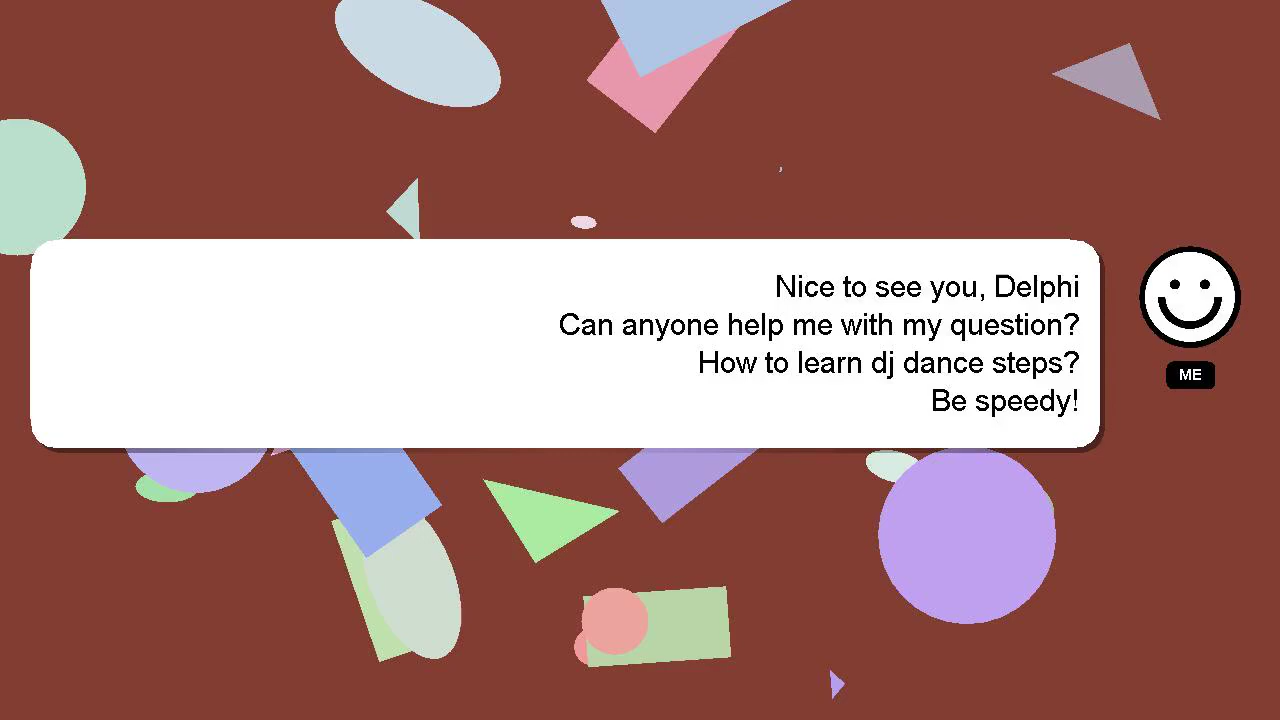 Nice to see you, Delphi
Can anyone help me with my question?
How to learn dj dance steps?
Be speedy!
ME